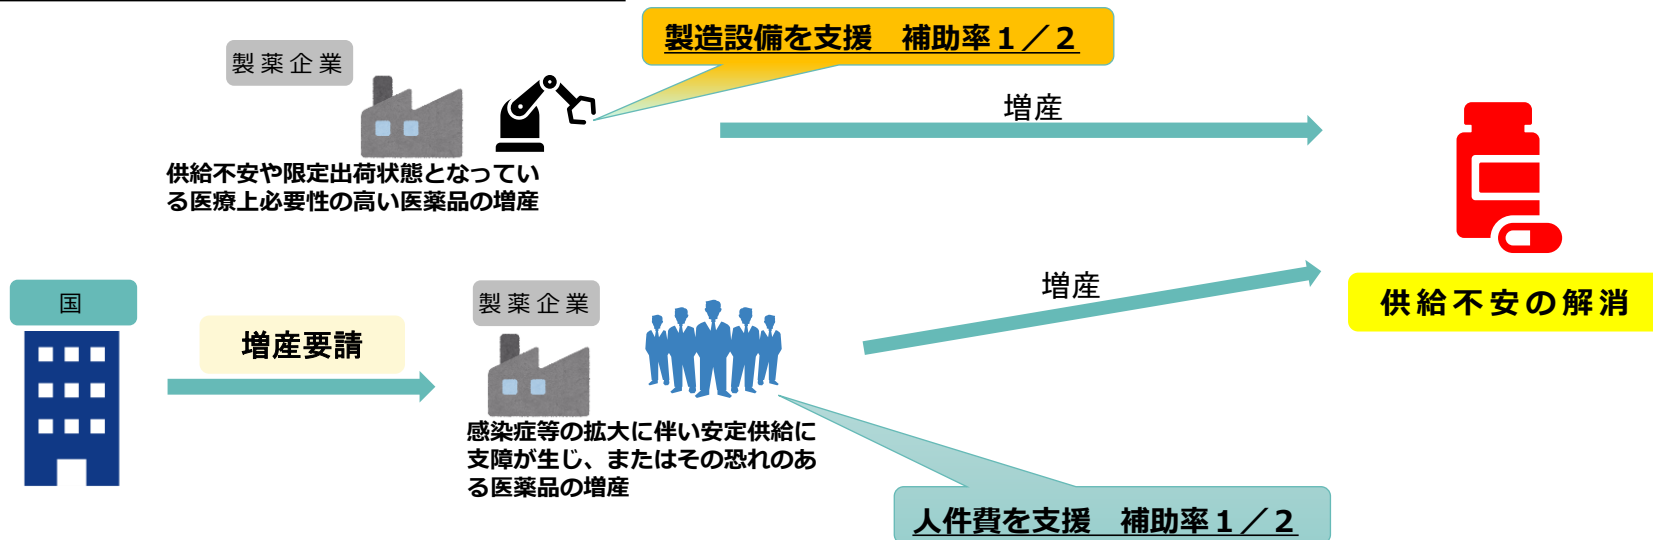 製造設備を支援　補助率１／２
製薬企業
増産
供給不安や限定出荷状態となってい
る医療上必要性の高い医薬品の増産
国
増産要請
製薬企業
増産
供給不安の解消
感染症等の拡大に伴い安定供給に
支障が生じ、またはその恐れのあ
る医薬品の増産
人件費を支援　補助率１／２